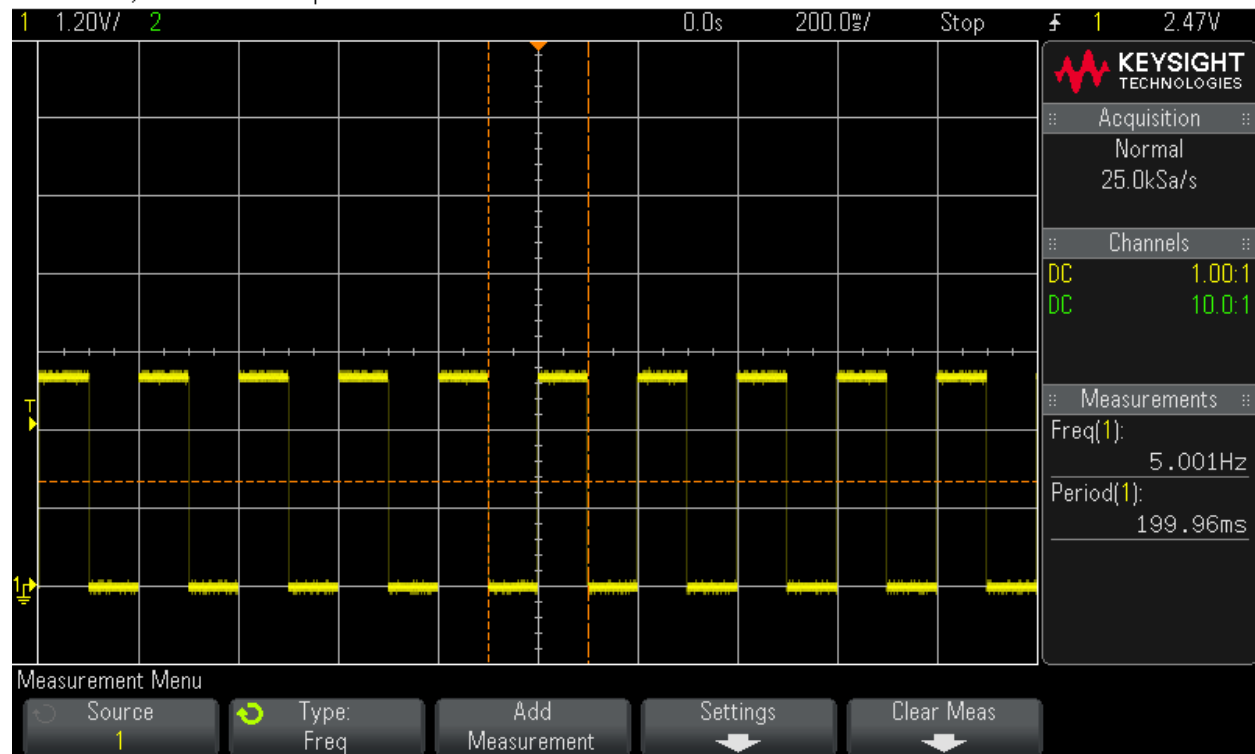 1 1.20V/ 2 0.0s 200.0ms/ Stop 1 2.47V
KEYSIGHT
TECHNOLOGIES
Acquisition
Normal
25.0kSa/s
Channels
DC 1.00:1
DC 10.0:1
T
Measurements
Freq(1):
5.001Hz
Period(1):
199.96ms
1
Measurement Menu
Source
1
Type:
Freq
Add
Measurement
Settings
Clear Meas